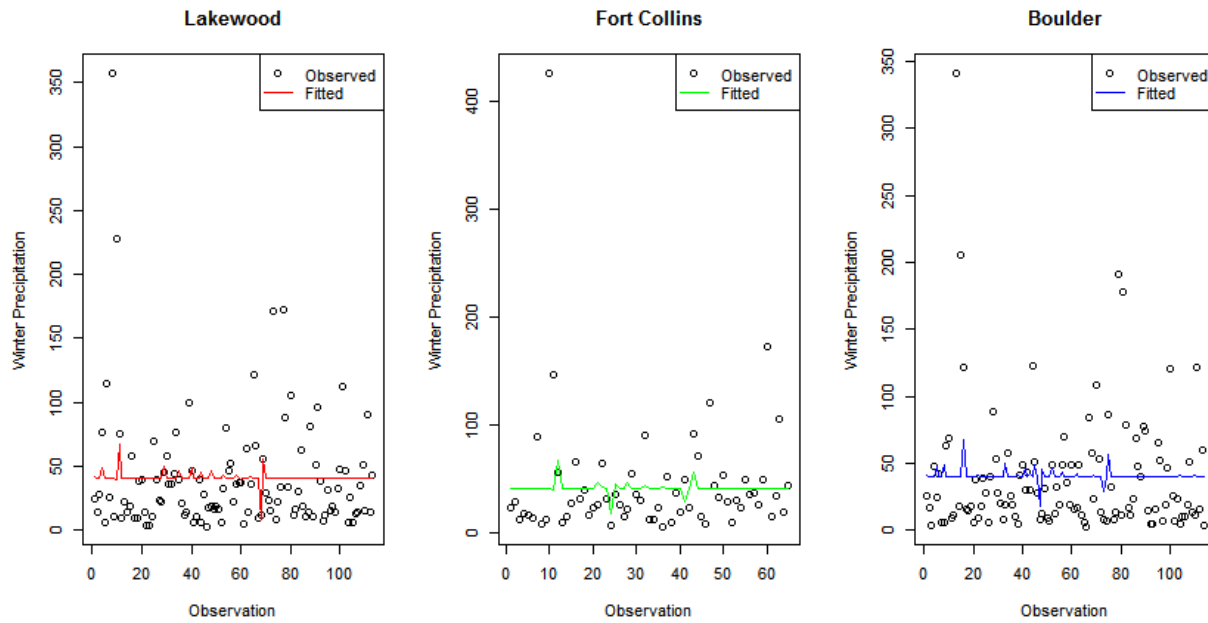 Lakewood
Observed
Fitted
Winter Precipitation
350
300
250
200
150
100
50
0
0 20 40 60 80 100
Observation
Fort Collins
Observed
Fitted
Winter Precipitation
400
300
200
100
0
0 10 20 30 40 50 60
Observation
Boulder
Observed
Fitted
Winter Precipitation
350
300
250
200
150
100
50
0
0 20 40 60 80 100
Observation